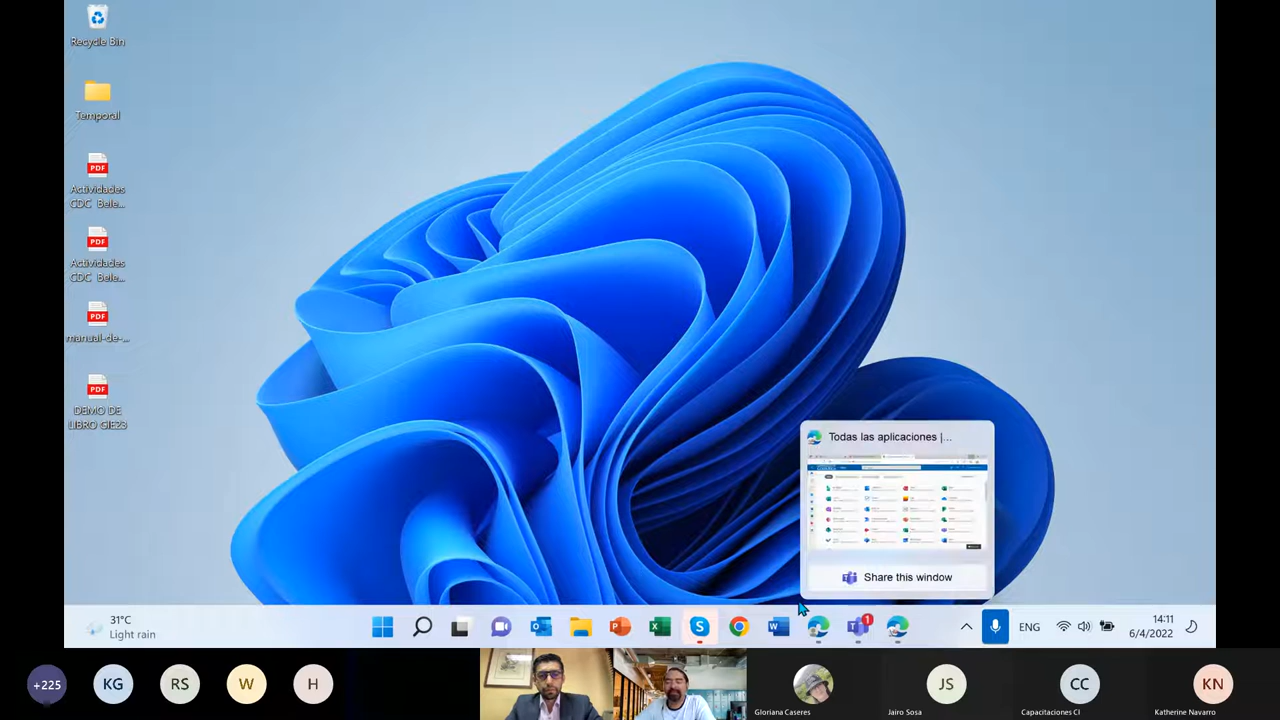 Recycle Bin
Temporal
PDF
Actividades
CDC Bele...
PDF
Actividades
CDC Bele...
PDF
manual-de-...
PDF
DEMO DE
LIBRO GIE23
Todas las aplicaciones |...
Share this window
31°C
Light rain
1
ENG
14:11
6/4/2022
+225
KG
RS
W
H
Gloriana Caseres
JS
Jairo Sosa
CC
Capacitaciones CI
KN
Katherine Navarro